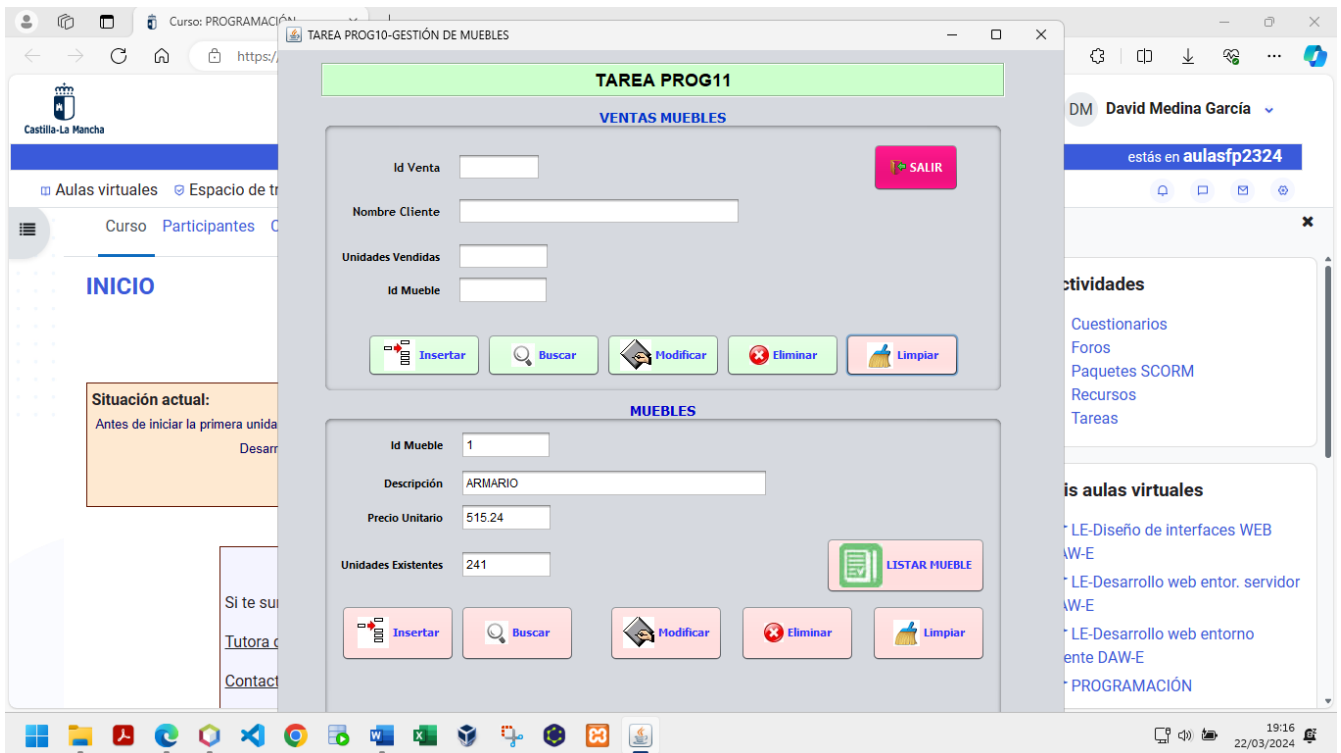 Curso: PROGRAMACIÓN
TAREA PROG10-GESTIÓN DE MUEBLES
https:/
TAREA PROG11
Castilla-La Mancha
DM David Medina García
VENTAS MUEBLES
estás en aulasfp2324
Id Venta
SALIR
Aulas virtuales Espacio de tr
Nombre Cliente
Curso Participantes C
Unidades Vendidas
INICIO
Id Mueble
ctividades
Cuestionarios
Foros
Paquetes SCORM
Recursos
Tareas
Insertar Buscar Modificar Eliminar Limpiar
Situación actual:
Antes de iniciar la primera unida
Desarr
MUEBLES
Id Mueble 1
Descripción ARMARIO
Precio Unitario 515.24
Unidades Existentes 241
LISTAR MUEBLE
Insertar Buscar Modificar Eliminar Limpiar
is aulas virtuales
LE-Diseño de interfaces WEB
AW-E
LE-Desarrollo web entor. servidor
AW-E
LE-Desarrollo web entorno
ente DAW-E
PROGRAMACIÓN
Si te su
Tutora d
Contact
19:16
22/03/2024